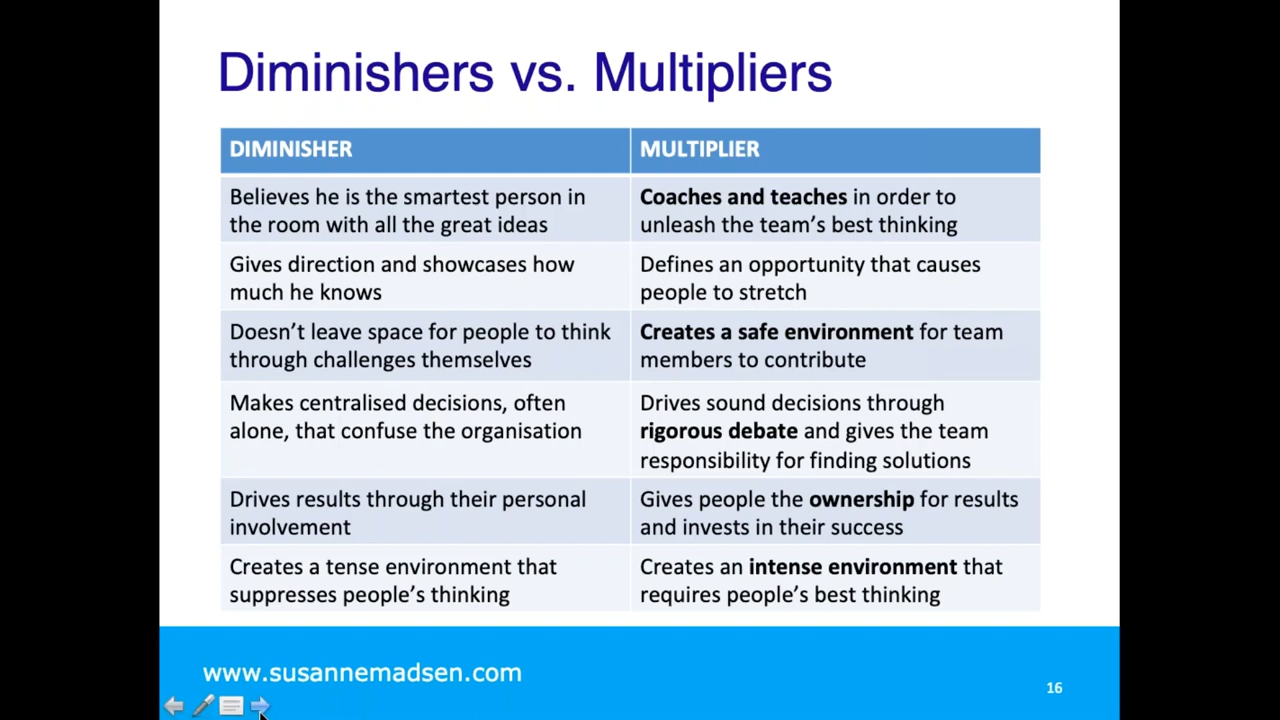 Diminishers vs. Multipliers
DIMINISHER
MULTIPLIER
Believes he is the smartest person in
the room with all the great ideas
Coaches and teaches in order to
unleash the team’s best thinking
Gives direction and showcases how
much he knows
Defines an opportunity that causes
people to stretch
Doesn’t leave space for people to think
through challenges themselves
Creates a safe environment for team
members to contribute
Makes centralised decisions, often
alone, that confuse the organisation
Drives sound decisions through
rigorous debate and gives the team
responsibility for finding solutions
Drives results through their personal
involvement
Gives people the ownership for results
and invests in their success
Creates a tense environment that
suppresses people’s thinking
Creates an intense environment that
requires people’s best thinking
www.susannemadsen.com
16